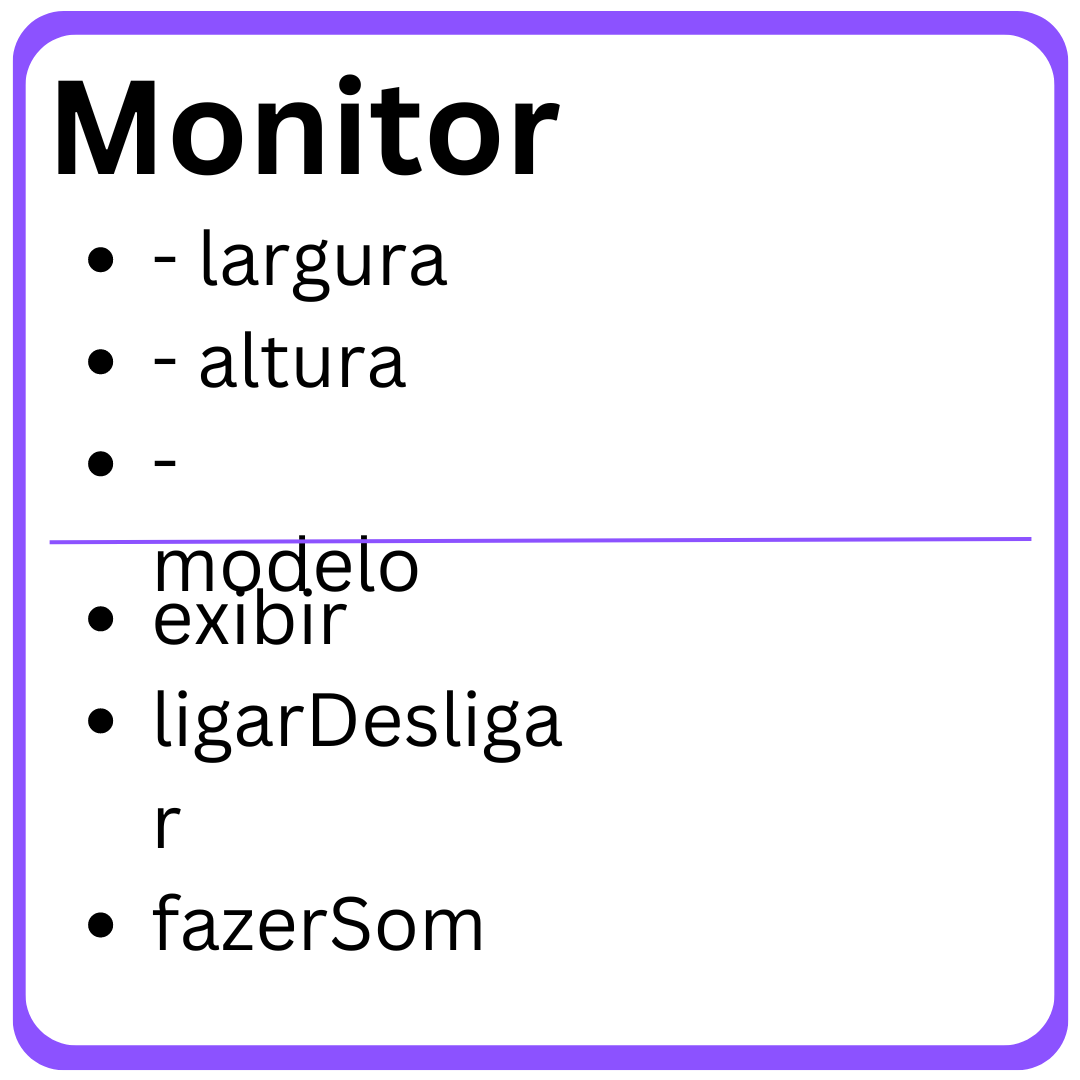 Monitor
• - largura
• - altura
• -
modelo
• exibir
• ligarDesliga
r
• fazerSom